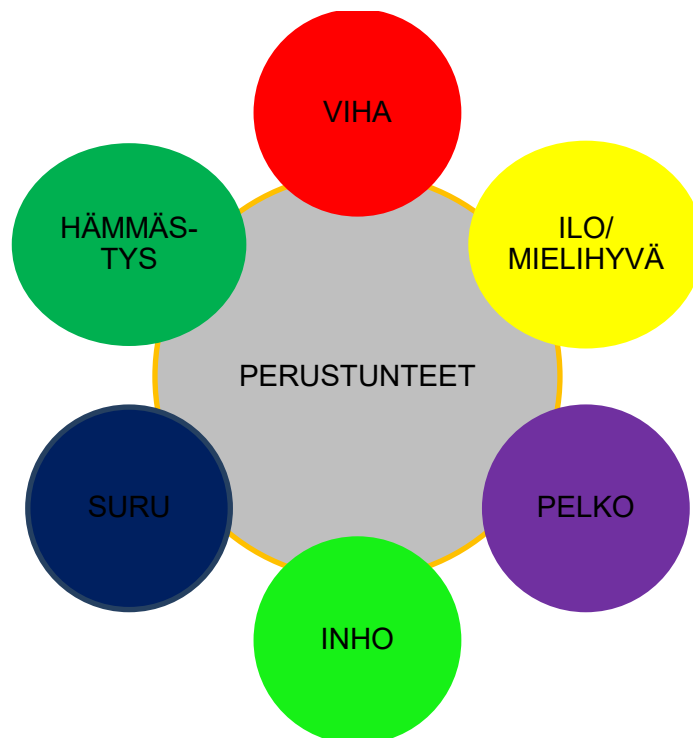 VIHA
HÄMMÄS-
TYS
ILO/
MIELIHYVÄ
PERUSTUNTEET
SURU
PELKO
INHO